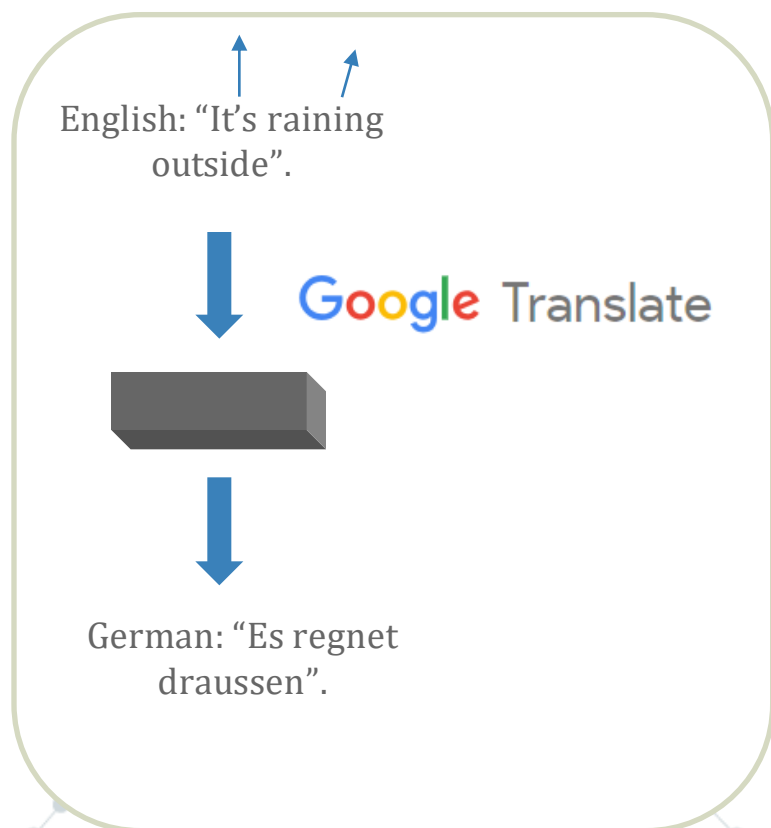 English: “It’s raining
outside”.
Google Translate
German: “Es regnet
draussen”.